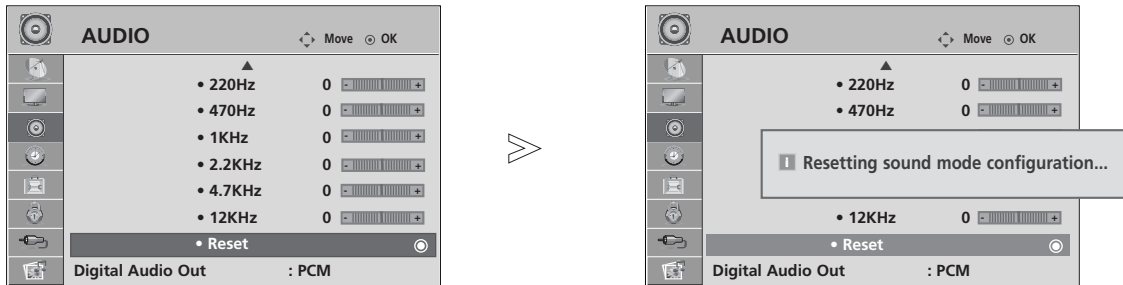 AUDIO Move OK
• 220Hz 0 - +
• 470Hz 0 - +
• 1KHz 0 - +
• 2.2KHz 0 - +
• 4.7KHz 0 - +
• 12KHz 0 - +
• Reset
Digital Audio Out : PCM
AUDIO Move OK
• 220Hz 0 - +
• 470Hz 0 - +
Resetting sound mode configuration...
• 12KHz 0 - +
• Reset
Digital Audio Out : PCM